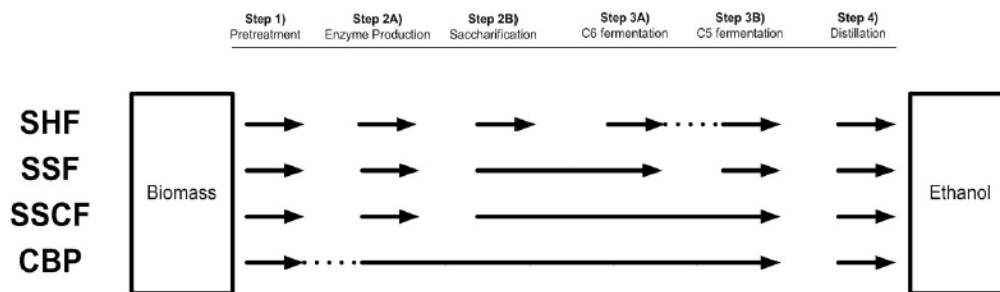 Step 1) Step 2A) Step 2B) Step 3A) Step 3B) Step 4)
Pretreatment Enzyme Production Saccharification C6 fermentation C5 fermentation Distillation
SHF
SSF
Biomass
Ethanol
SSCF
CBP